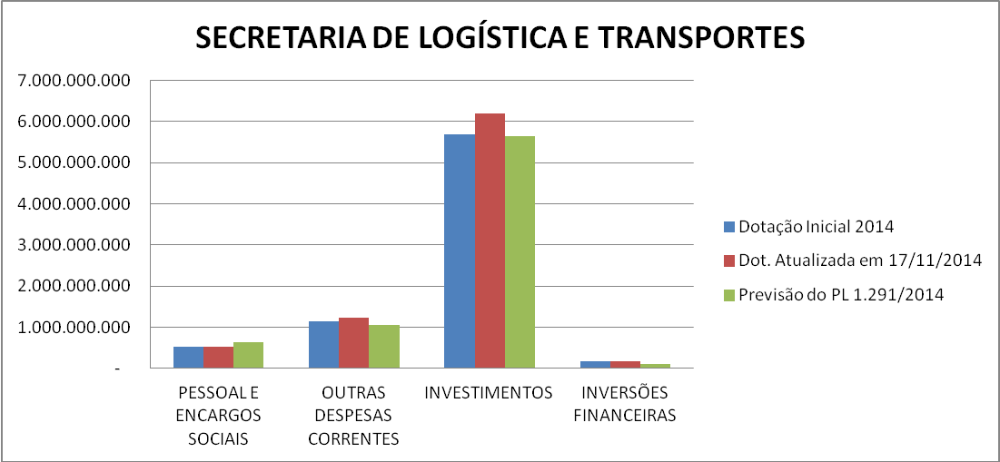 SECRETARIA DE LOGÍSTICA E TRANSPORTES
7.000.000.000
6.000.000.000
5.000.000.000
4.000.000.000
3.000.000.000
2.000.000.000
1.000.000.000
-
PESSOAL E
ENCARGOS
SOCIAIS
OUTRAS
DESPESAS
CORRENTES
INVESTIMENTOS
INVERSÕES
FINANCEIRAS
Dotação Inicial 2014
Dot. Atualizada em 17/11/2014
Previsão do PL 1.291/2014